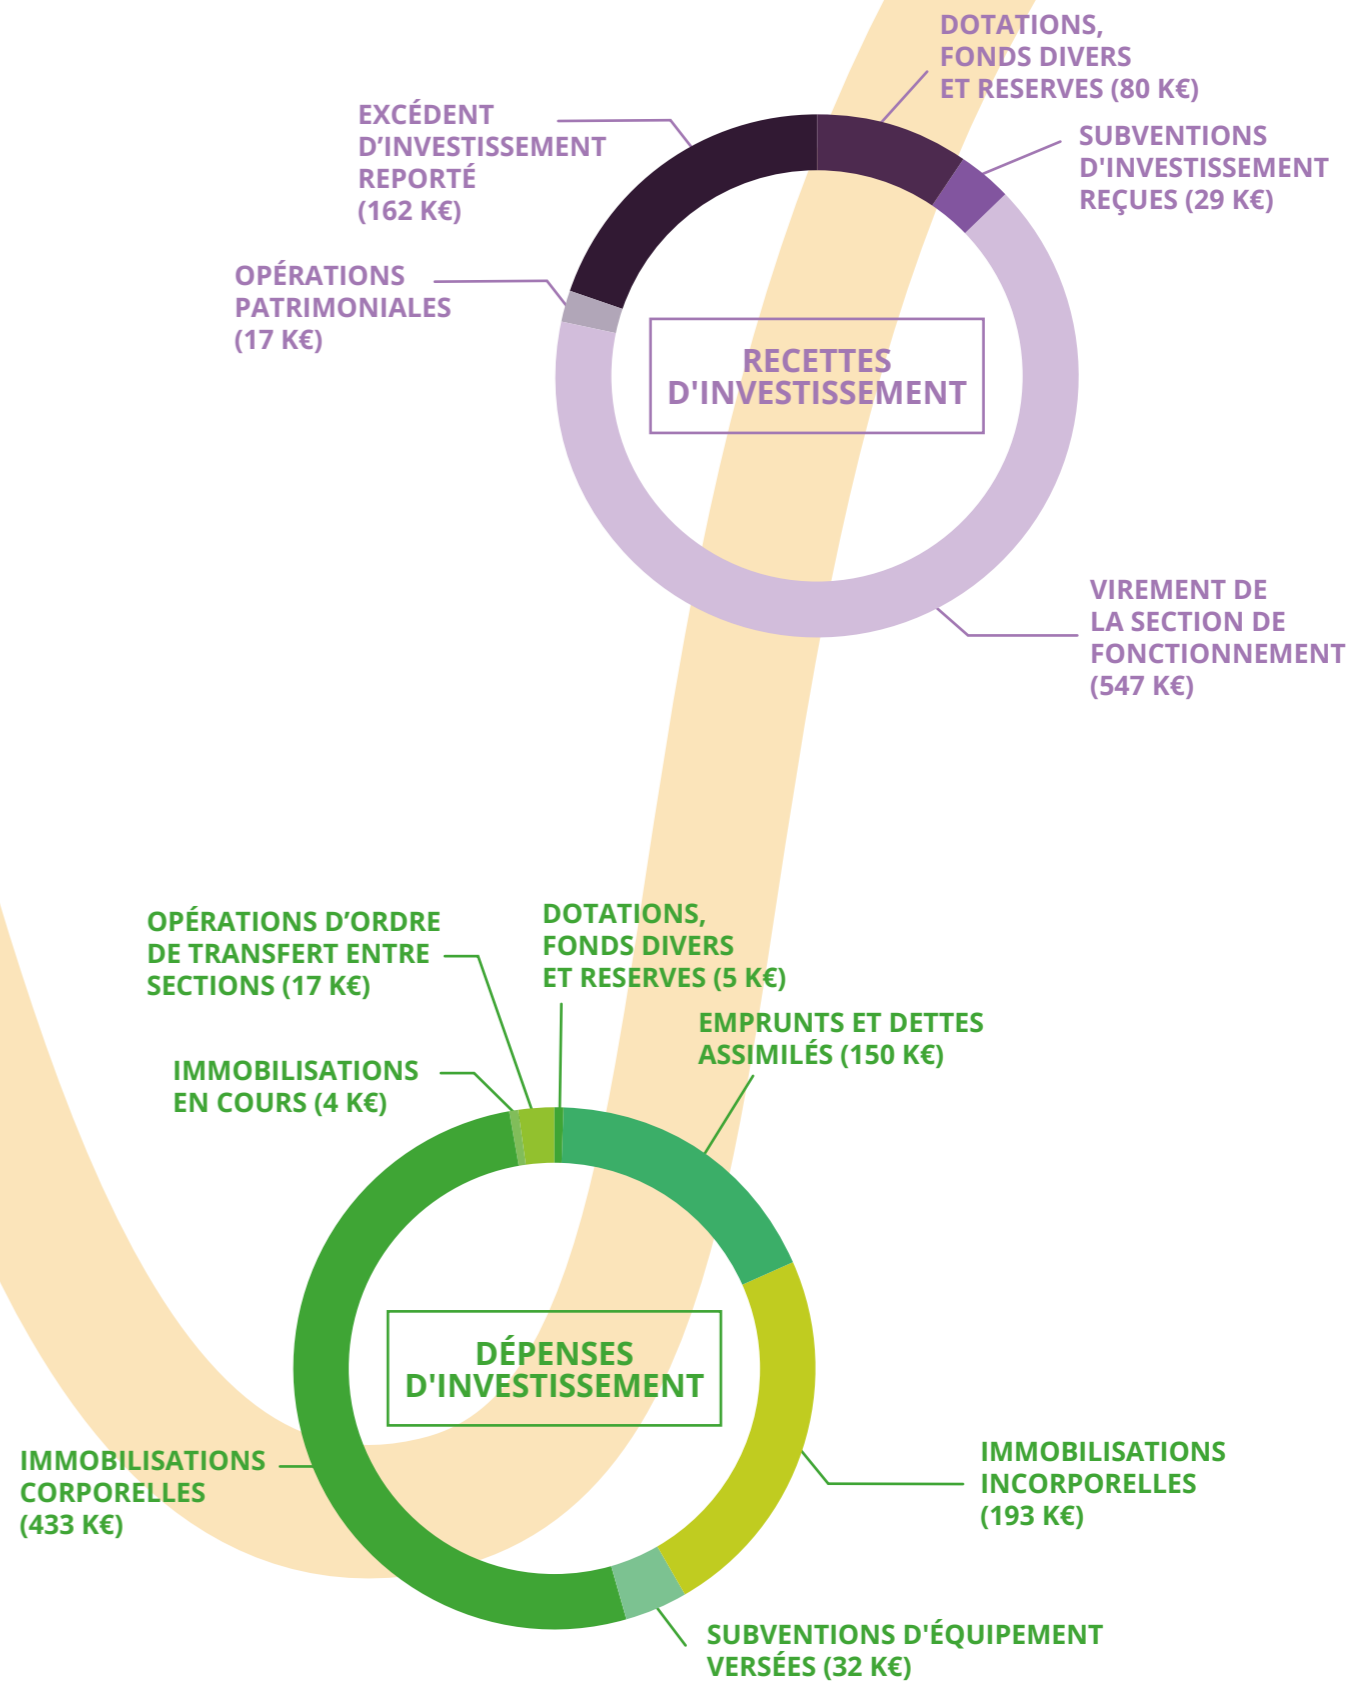 DOTATIONS,
FONDS DIVERS
ET RESERVES (80 K€)
EXCÉDENT
D’INVESTISSEMENT
REPORTÉ
(162 K€)
SUBVENTIONS
D'INVESTISSEMENT
REÇUES (29 K€)
OPÉRATIONS
PATRIMONIALES
(17 K€)
RECETTES
D'INVESTISSEMENT
VIREMENT DE
LA SECTION DE
FONCTIONNEMENT
(547 K€)
OPÉRATIONS D’ORDRE
DE TRANSFERT ENTRE
SECTIONS (17 K€)
DOTATIONS,
FONDS DIVERS
ET RESERVES (5 K€)
EMPRUNTS ET DETTES
ASSIMILÉS (150 K€)
IMMOBILISATIONS
EN COURS (4 K€)
DÉPENSES
D'INVESTISSEMENT
IMMOBILISATIONS
CORPORELLES
(433 K€)
IMMOBILISATIONS
INCORPORELLES
(193 K€)
SUBVENTIONS D'ÉQUIPEMENT
VERSÉES (32 K€)